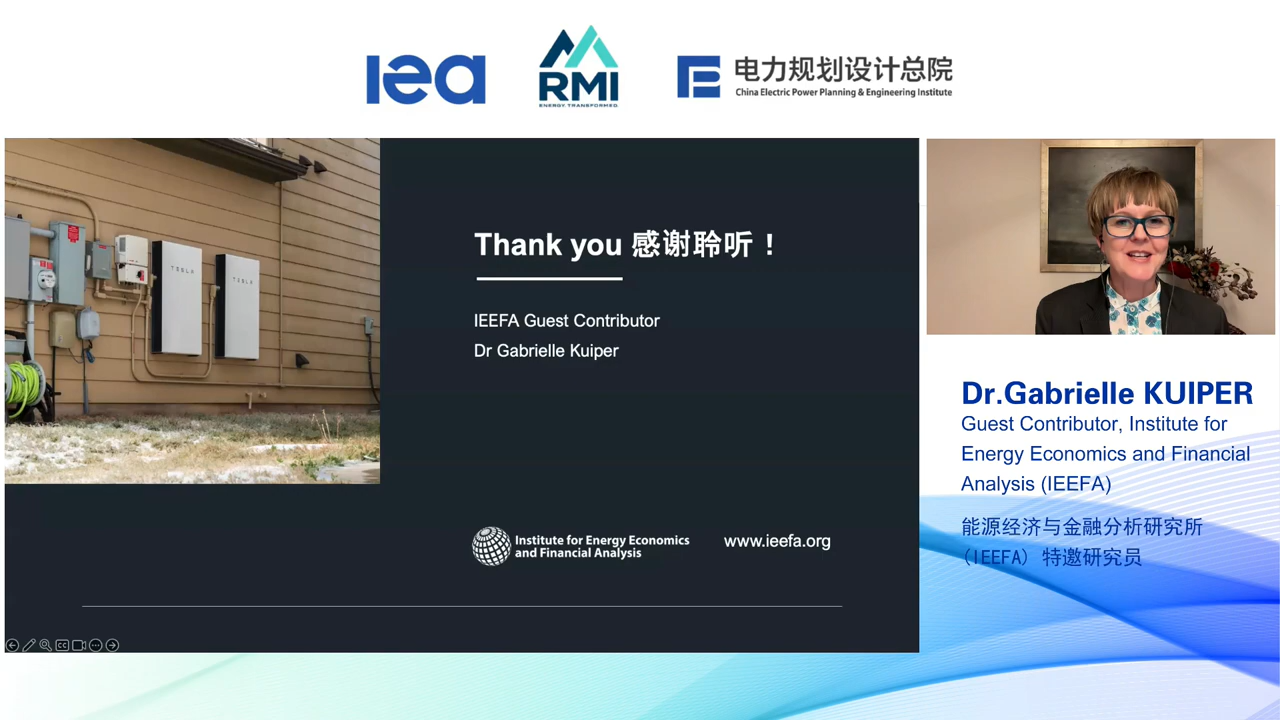 iea
RMI
ENERGY TRANSFORMED
电力规划设计总院
China Electric Power Planning & Engineering Institute
TESLA
TESLA
Thank you 感谢聆听！
IEEFA Guest Contributor
Dr Gabrielle Kuiper
Institute for Energy Economics
and Financial Analysis
www.ieefa.org
CC
Dr.Gabrielle KUIPER
Guest Contributor, Institute for
Energy Economics and Financial
Analysis (IEEFA)
能源经济与金融分析研究所
（IEEFA） 特邀研究员